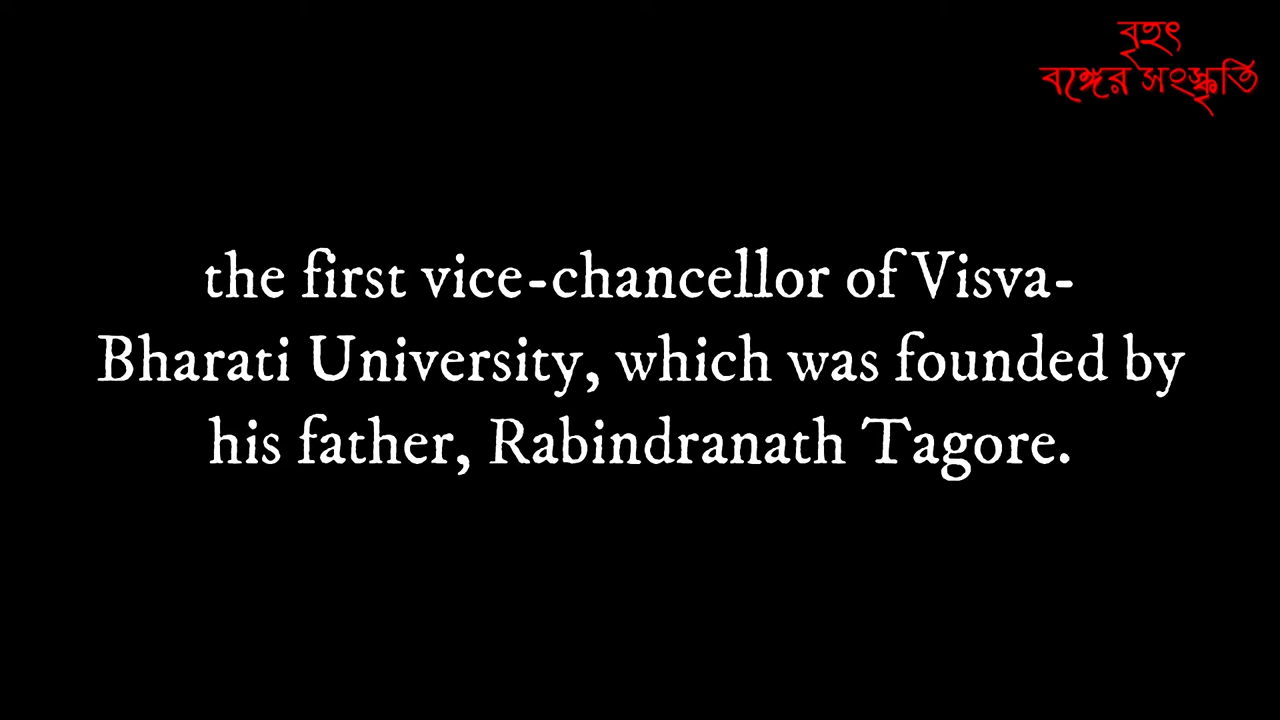 বৃহৎ
বঙ্গের সংস্কৃতি
the first vice-chancellor of Visva-
Bharati University, which was founded by
his father, Rabindranath Tagore.